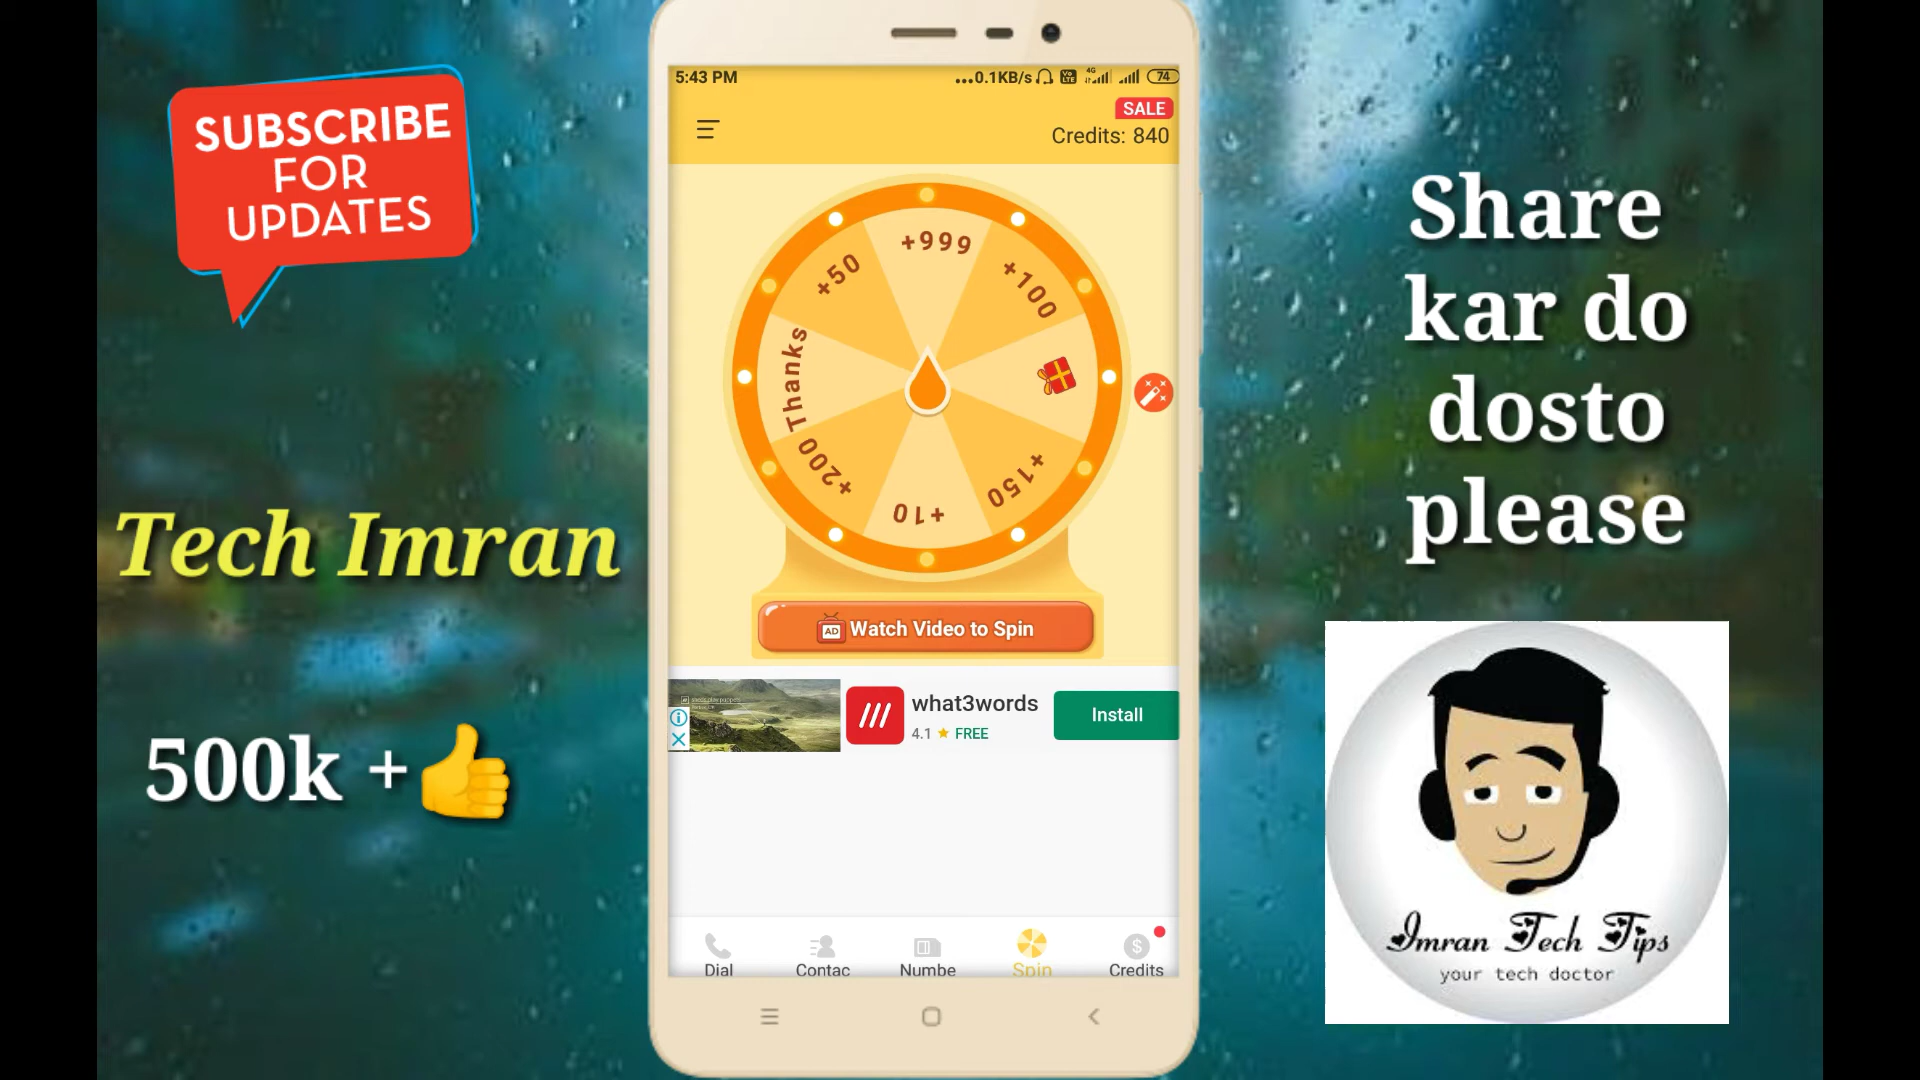 SUBSCRIBE
FOR
UPDATES
Tech Imran
500k +
5:43 PM
...0.1KB/s
VoLTE
4G
74
SALE
Credits: 840
+999
+100
+150
+10
+200
Thanks
+50
AD
Watch Video to Spin
what3words
4.1 ★ FREE
Install
Dial
Contac
Numbe
Spin
Credits
Share
kar do
dosto
please
Imran Tech Tips
your tech doctor